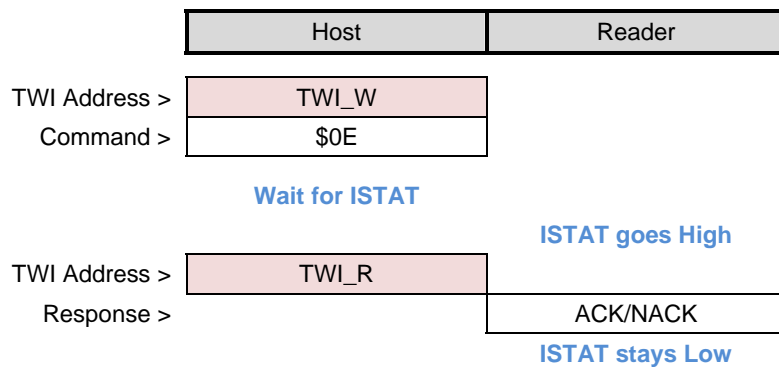 Host Reader
TWI Address > TWI_W
Command > $0E
Wait for ISTAT
ISTAT goes High
TWI Address > TWI_R
Response > ACK/NACK
ISTAT stays Low